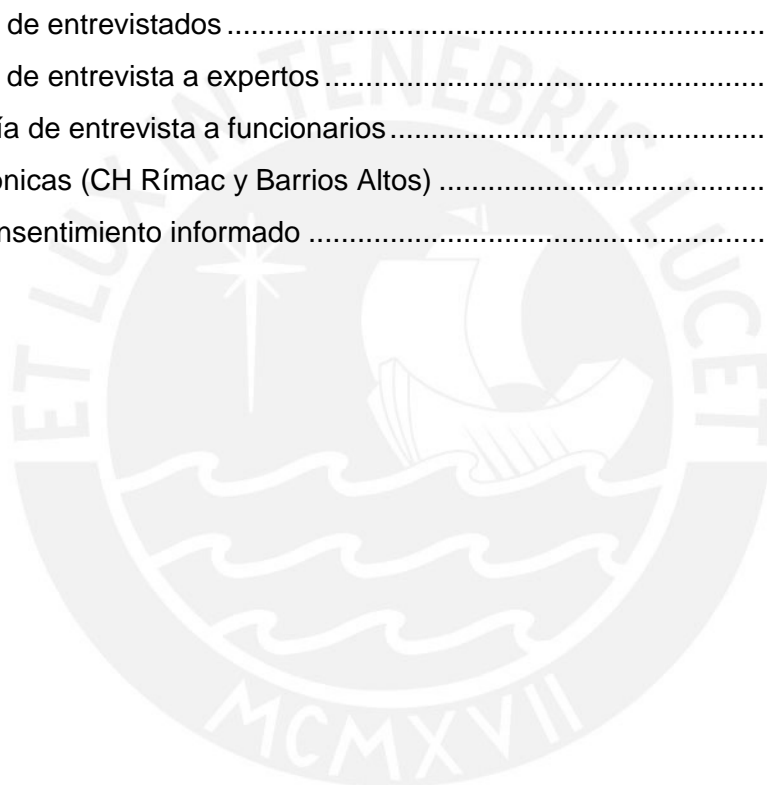 de entrevistados ................................................................................
de entrevista a expertos ................................................................
ía de entrevista a funcionarios ......................................................
ónicas (CH Rímac y Barrios Altos) ...............................................
nsentimiento informado ..................................................................
ET LUX IN TENEBRIS LUCET
MCMXVII